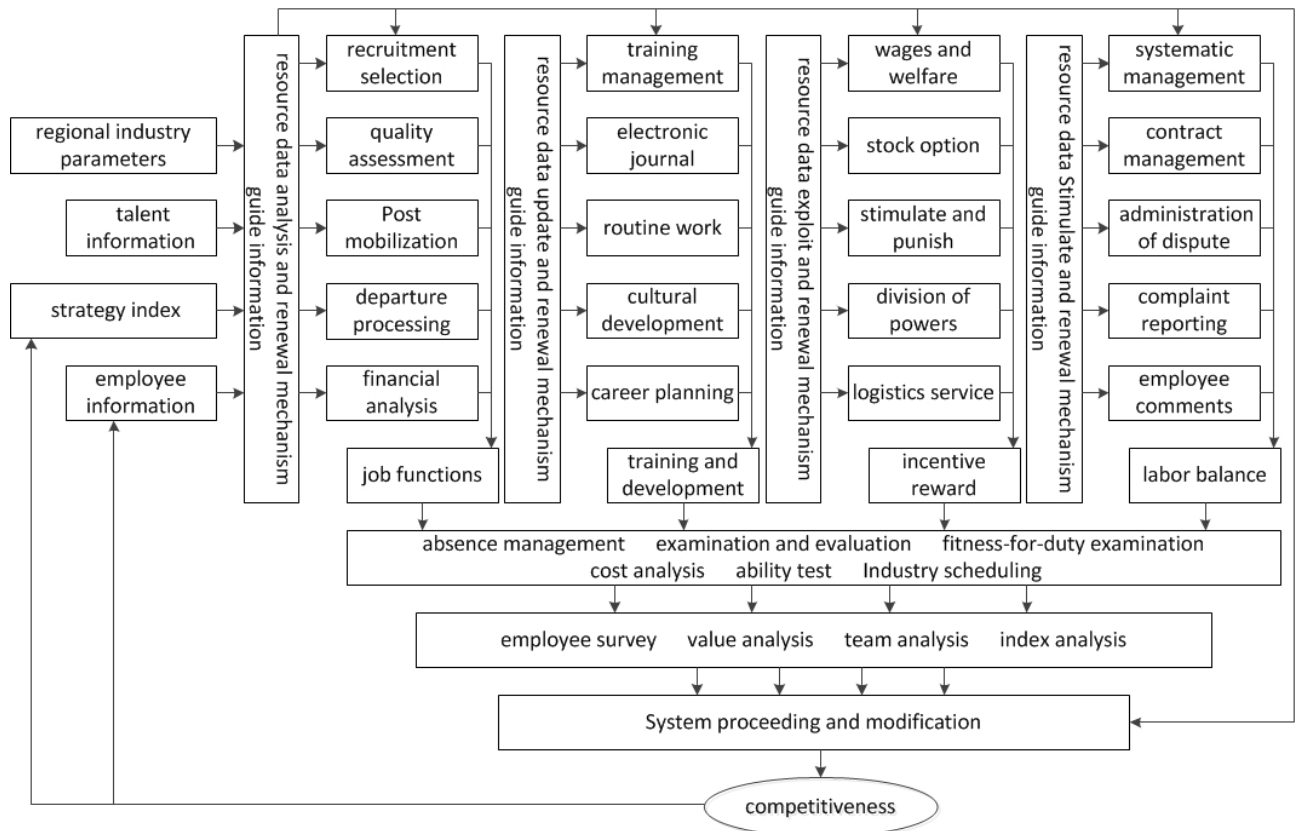 regional industry
parameters
talent
information
strategy index
employee
information
resource data analysis and renewal mechanism
guide information
recruitment
selection
quality
assessment
Post
mobilization
departure
processing
financial
analysis
job functions
resource data update and renewal mechanism
guide information
training
management
electronic
journal
routine work
cultural
development
career planning
training and
development
resource data exploit and renewal mechanism
guide information
wages and
welfare
stock option
stimulate and
punish
division of
powers
logistics service
incentive
reward
resource data Stimulate and renewal mechanism
guide information
systematic
management
contract
management
administration
of dispute
complaint
reporting
employee
comments
labor balance
absence management examination and evaluation fitness-for-duty examination
cost analysis ability test Industry scheduling
employee survey value analysis team analysis index analysis
System proceeding and modification
competitiveness